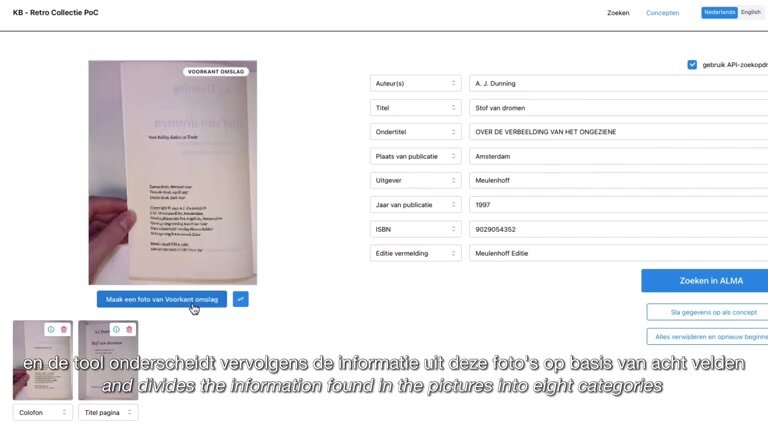 KB - Retro Collectie PoC
Zoeken
Concepten
Nederlands
English
VOORKANT OMSLAG
gebruik API-zoekopdr
Auteur(s)
A. J. Dunning
Titel
Stof van dromen
Ondertitel
OVER DE VERBEELDING VAN HET ONGEZIENE
Plaats van publicatie
Amsterdam
Uitgever
Meulenhoff
Jaar van publicatie
1997
ISBN
9029054352
Editie vermelding
Meulenhoff Editie
Maak een foto van Voorkant omslag
Zoeken in ALMA
Sla gegevens op als concept
Alles verwijderen en opnieuw beginne
en de tool onderscheidt vervolgens de informatie uit deze foto's op basis van acht velden
and divides the information found in the pictures into eight categories
Colofon
Titel pagina